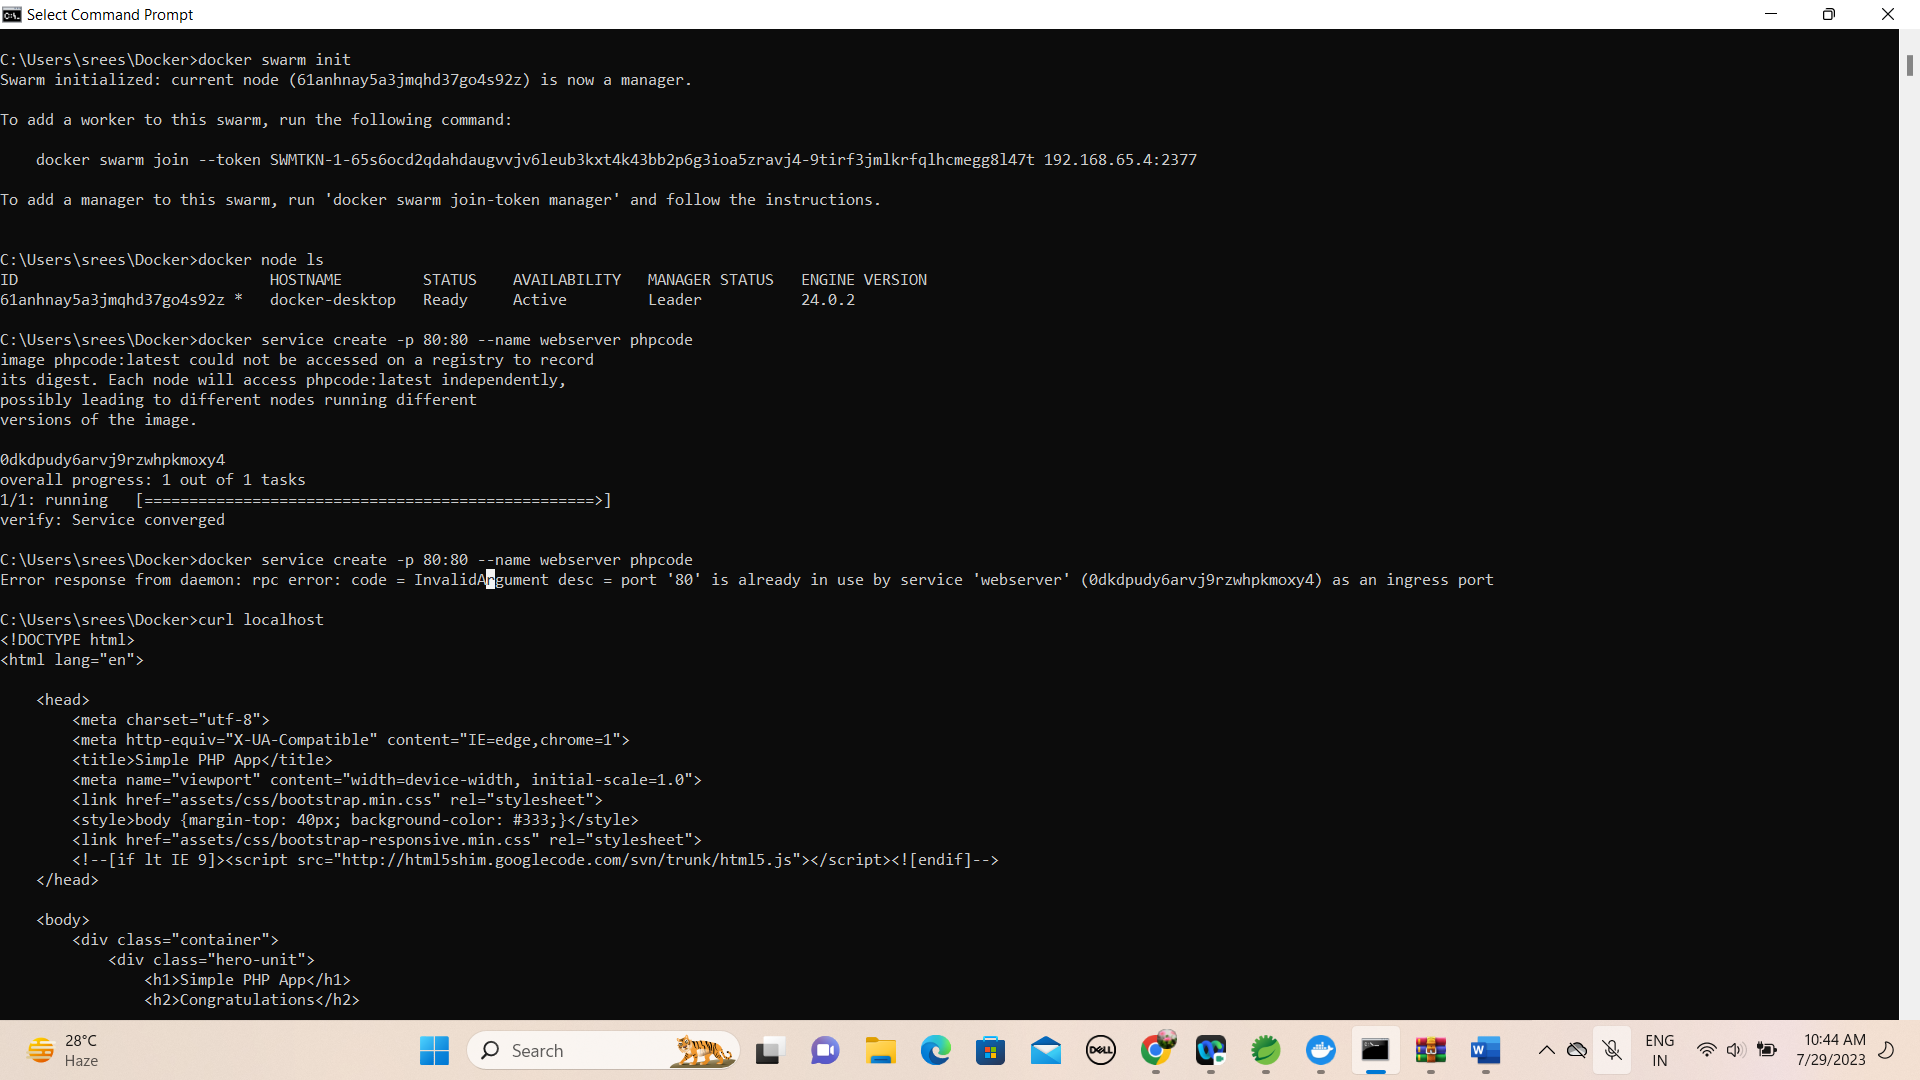 Select Command Prompt
C:\Users\srees\Docker>docker swarm init
Swarm initialized: current node (61anhnay5a3jmqhd37go4s92z) is now a manager.
To add a worker to this swarm, run the following command:
    docker swarm join --token SWMTKN-1-65s6ocd2qdahdaugvvjv6leub3kxt4k43bb2p6g3ioa5zravj4-9tirf3jmlkrfqlhcmegg8l47t 192.168.65.4:2377
To add a manager to this swarm, run 'docker swarm join-token manager' and follow the instructions.
C:\Users\srees\Docker>docker node ls
ID                            HOSTNAME         STATUS    AVAILABILITY   MANAGER STATUS   ENGINE VERSION
61anhnay5a3jmqhd37go4s92z *   docker-desktop   Ready     Active         Leader           24.0.2
C:\Users\srees\Docker>docker service create -p 80:80 --name webserver phpcode
image phpcode:latest could not be accessed on a registry to record
its digest. Each node will access phpcode:latest independently,
possibly leading to different nodes running different
versions of the image.
0dkdpudy6arvj9rzwhpkmoxy4
overall progress: 1 out of 1 tasks
1/1: running   [==================================================>]
verify: Service converged
C:\Users\srees\Docker>docker service create -p 80:80 --name webserver phpcode
Error response from daemon: rpc error: code = InvalidArgument desc = port '80' is already in use by service 'webserver' (0dkdpudy6arvj9rzwhpkmoxy4) as an ingress port
C:\Users\srees\Docker>curl localhost
<!DOCTYPE html>
<html lang="en">
    <head>
        <meta charset="utf-8">
        <meta http-equiv="X-UA-Compatible" content="IE=edge,chrome=1">
        <title>Simple PHP App</title>
        <meta name="viewport" content="width=device-width, initial-scale=1.0">
        <link href="assets/css/bootstrap.min.css" rel="stylesheet">
        <style>body {margin-top: 40px; background-color: #333;}</style>
        <link href="assets/css/bootstrap-responsive.min.css" rel="stylesheet">
        <!--[if lt IE 9]><script src="http://html5shim.googlecode.com/svn/trunk/html5.js"></script><![endif]-->
    </head>
    <body>
        <div class="container">
            <div class="hero-unit">
                <h1>Simple PHP App</h1>
                <h2>Congratulations</h2>
28°C
Haze
Search
DELL
ENG
IN
10:44 AM
7/29/2023